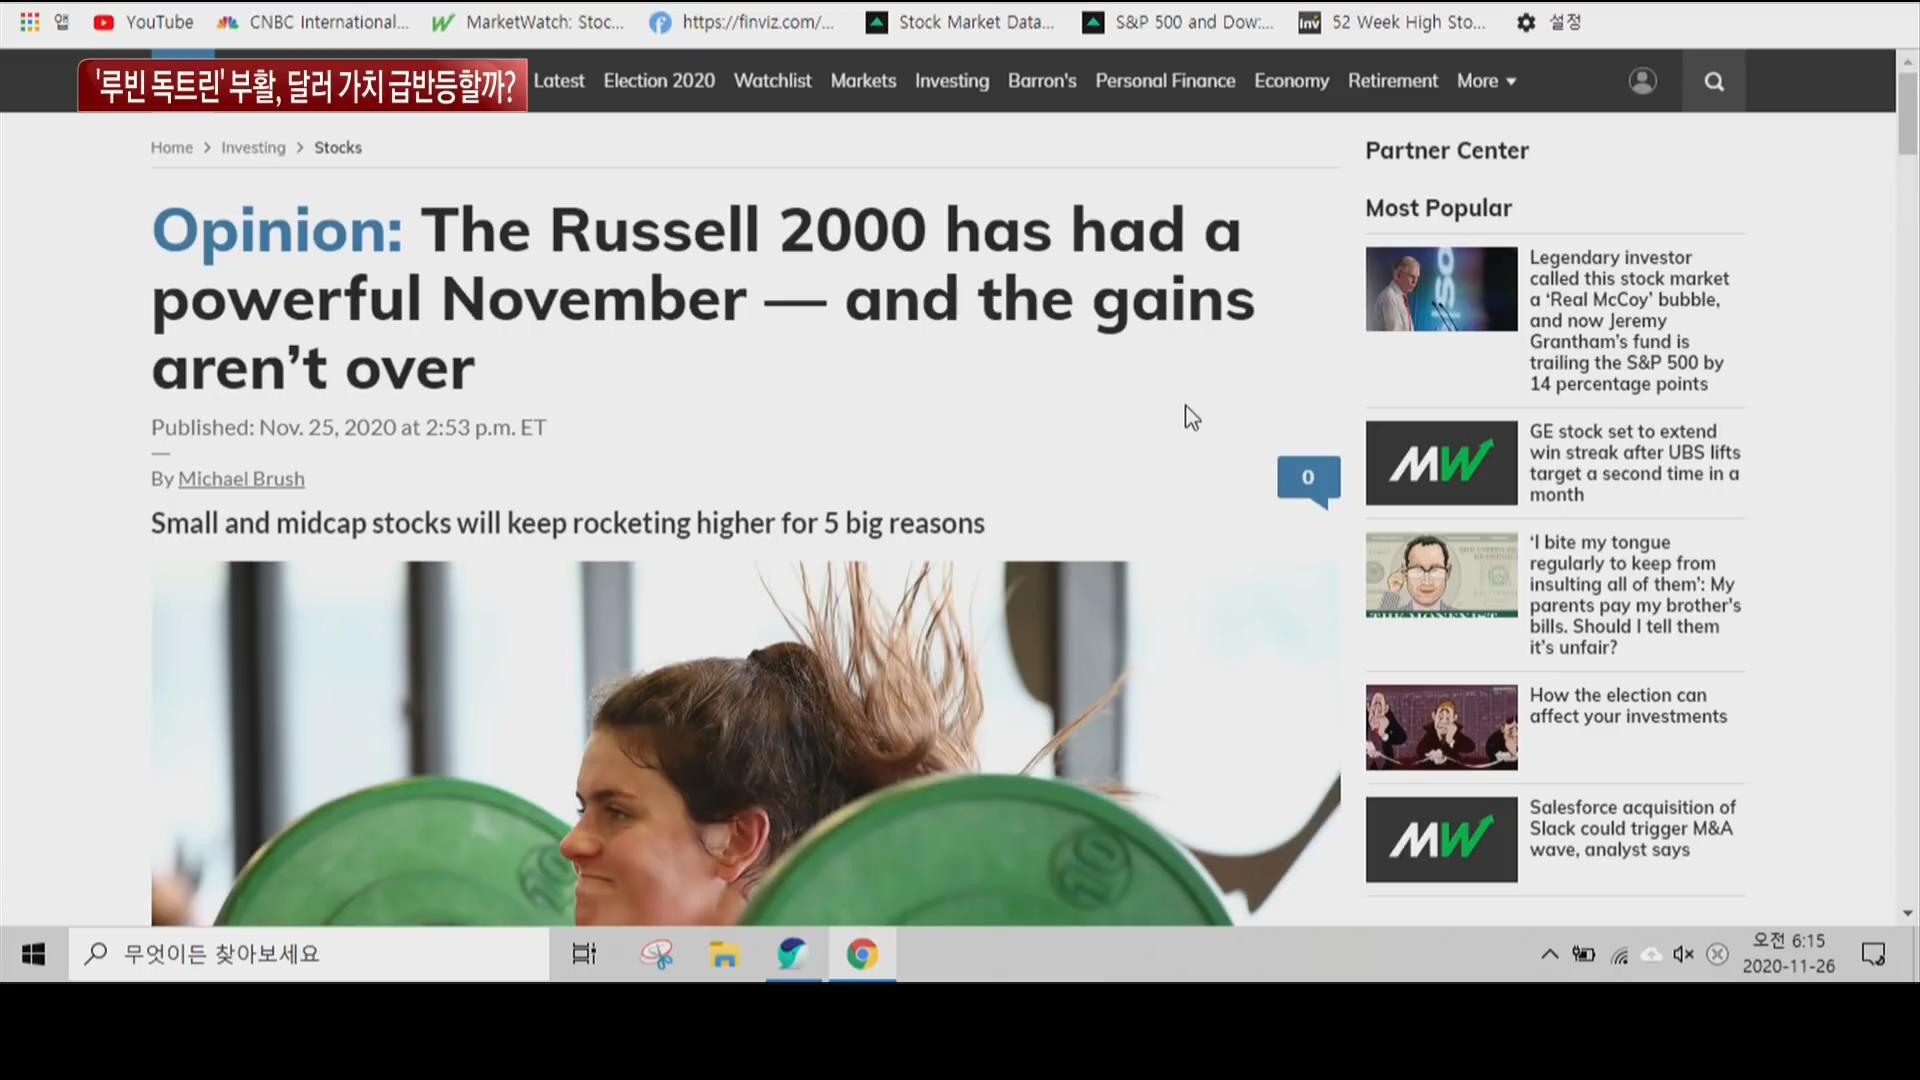 앱
YouTube
CNBC International...
MarketWatch: Stoc...
https://finviz.com/...
Stock Market Data...
S&P 500 and Dow:...
Inv
52 Week High Sto...
설정
'루빈 독트린' 부활, 달러 가치 급반등할까?
Latest
Election 2020
Watchlist
Markets
Investing
Barron's
Personal Finance
Economy
Retirement
More
Home > Investing > Stocks
Opinion: The Russell 2000 has had a
powerful November — and the gains
aren't over
Published: Nov. 25, 2020 at 2:53 p.m. ET
By Michael Brush
0
Small and midcap stocks will keep rocketing higher for 5 big reasons
10
10
Partner Center
Most Popular
Legendary investor
called this stock market
a ‘Real McCoy’ bubble,
and now Jeremy
Grantham's fund is
trailing the S&P 500 by
14 percentage points
MW
GE stock set to extend
win streak after UBS lifts
target a second time in a
month
‘I bite my tongue
regularly to keep from
insulting all of them’: My
parents pay my brother's
bills. Should I tell them
it's unfair?
How the election can
affect your investments
MW
Salesforce acquisition of
Slack could trigger M&A
wave, analyst says
무엇이든 찾아보세요
오전 6:15
2020-11-26